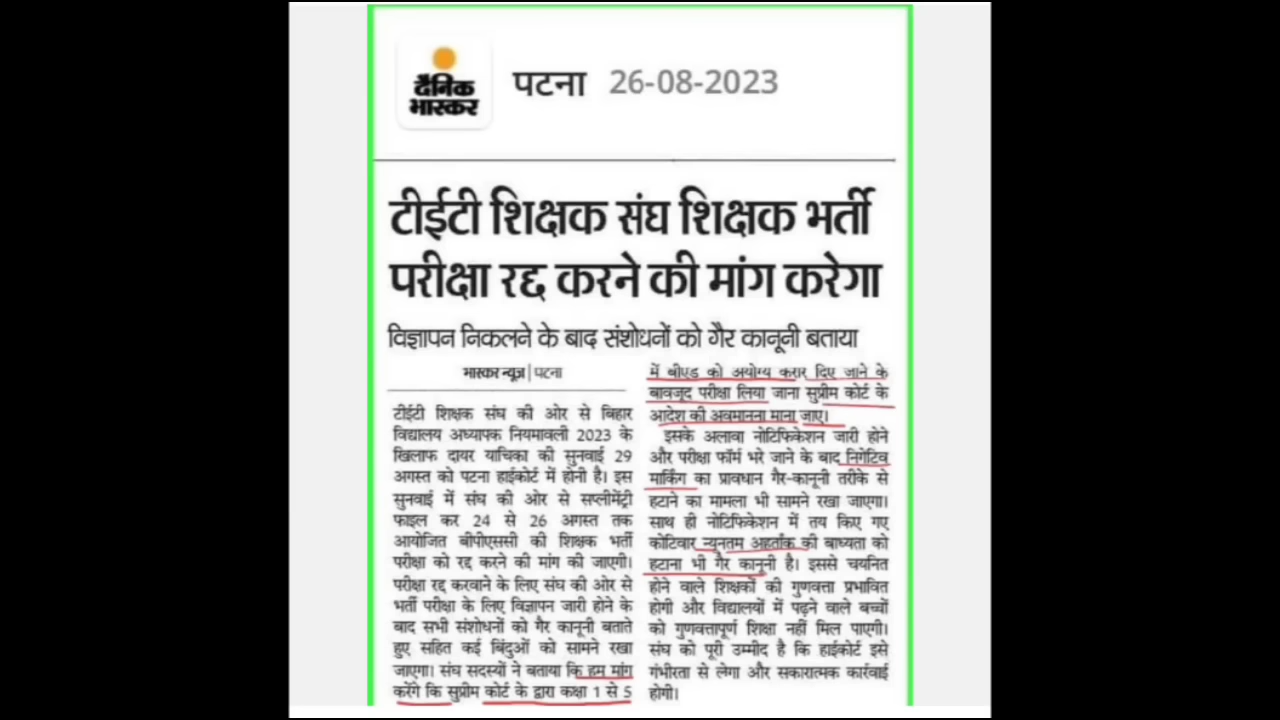 दैनिक
भास्कर
पटना 26-08-2023
टीईटी शिक्षक संघ शिक्षक भर्ती
परीक्षा रद्द करने की मांग करेगा
विज्ञापन निकलने के बाद संशोधनों को गैर कानूनी बताया
भास्कर न्यूज | पटना
टीईटी शिक्षक संघ की ओर से बिहार
विद्यालय अध्यापक नियमावली 2023 के
खिलाफ दायर याचिका की सुनवाई 29
अगस्त को पटना हाईकोर्ट में होनी है। इस
सुनवाई में संघ की ओर से सप्लीमेंट्री
फाइल कर 24 से 26 अगस्त तक
आयोजित बीपीएससी की शिक्षक भर्ती
परीक्षा को रद्द करने की मांग की जाएगी।
परीक्षा रद्द करवाने के लिए संघ की ओर से
भर्ती परीक्षा के लिए विज्ञापन जारी होने के
बाद सभी संशोधनों को गैर कानूनी बताते
हुए सहित कई बिंदुओं को सामने रखा
जाएगा। संघ सदस्यों ने बताया कि हम मांग
करेंगे कि सुप्रीम कोर्ट के द्वारा कक्षा 1 से 5
में बीएड को अयोग्य करार दिए जाने के
बावजूद परीक्षा लिया जाना सुप्रीम कोर्ट के
आदेश की अवमानना माना जाए।
इसके अलावा नोटिफिकेशन जारी होने
और परीक्षा फॉर्म भरे जाने के बाद निगेटिव
मार्किंग का प्रावधान गैर-कानूनी तरीके से
हटाने का मामला भी सामने रखा जाएगा।
साथ ही नोटिफिकेशन में तय किए गए
कोटिवार न्यूनतम अहर्तांक की बाध्यता को
हटाना भी गैर कानूनी है। इससे चयनित
होने वाले शिक्षकों की गुणवत्ता प्रभावित
होगी और विद्यालयों में पढ़ने वाले बच्चों
को गुणवत्तापूर्ण शिक्षा नहीं मिल पाएगी।
संघ को पूरी उम्मीद है कि हाईकोर्ट इसे
गंभीरता से लेगा और सकारात्मक कार्रवाई
होगी।